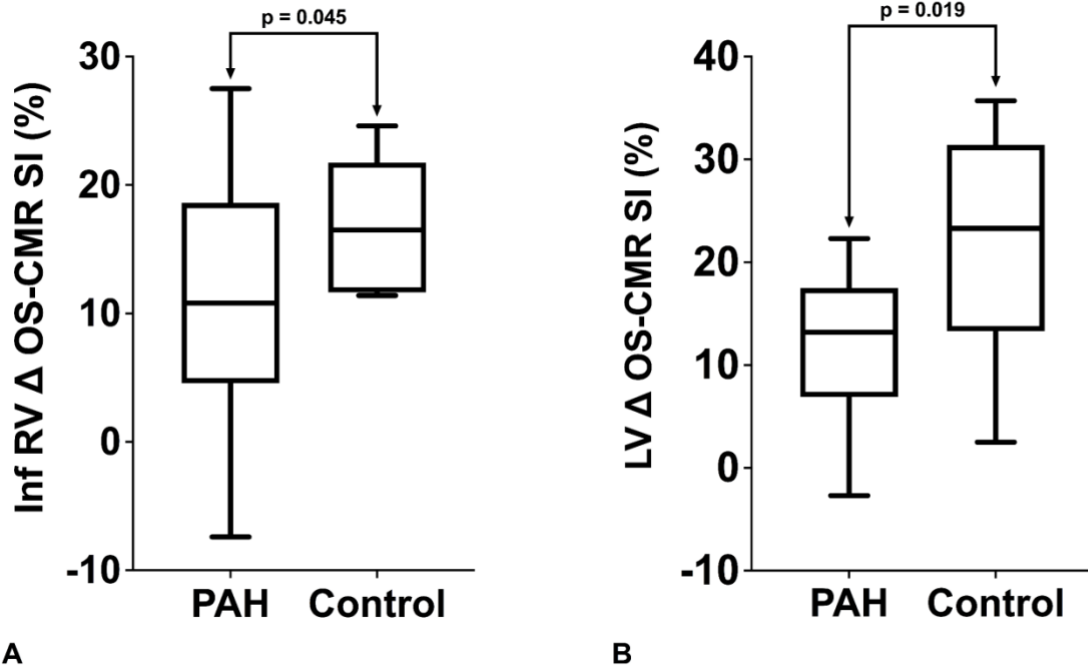 p = 0.045
Inf RV Δ OS-CMR SI (%)
30
20
10
0
-10
PAH Control
A
p = 0.019
LV Δ OS-CMR SI (%)
40
30
20
10
0
-10
PAH Control
B